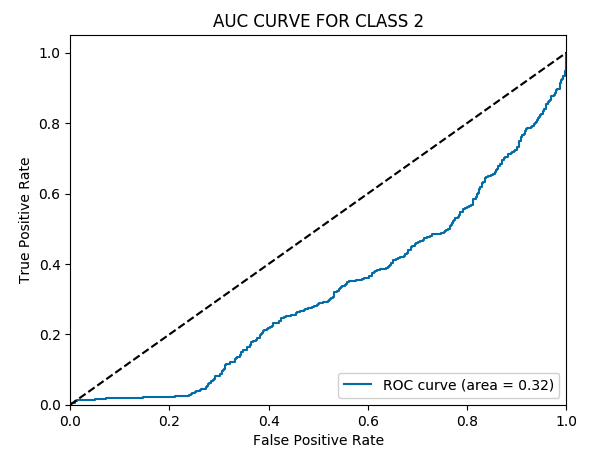 AUC CURVE FOR CLASS 2
1.0
0.8
0.6
0.4
0.2
0.0
True Positive Rate
0.0 0.2 0.4 0.6 0.8 1.0
False Positive Rate
ROC curve (area = 0.32)